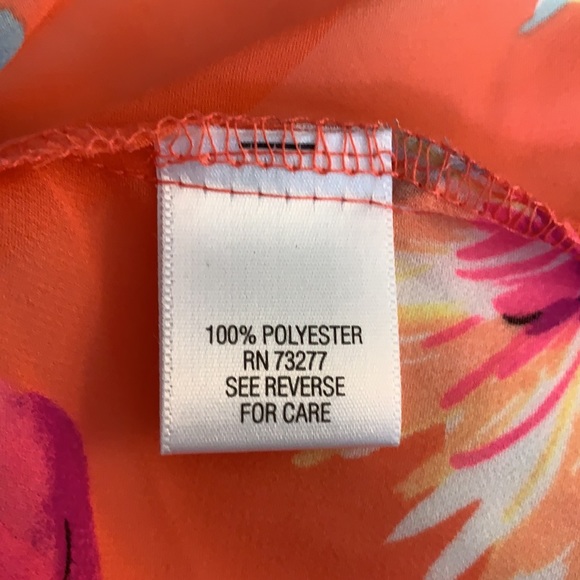 100% POLYESTER
RN 73277
SEE REVERSE
FOR CARE